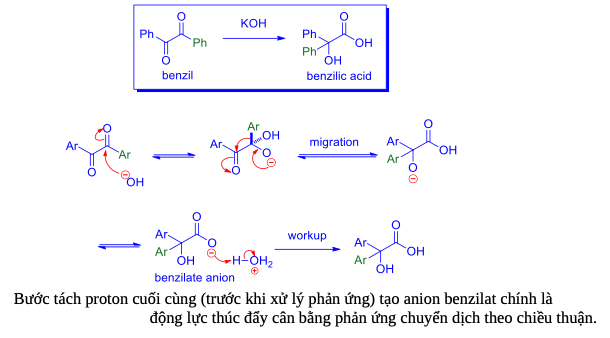 KOH
Ph
O
O
Ph
benzil
Ph
Ph
O
OH
OH
benzilic acid
Ar
O
O
Ar
OH
Ar
Ar
OH
O
O
migration
Ar
Ar
O
OH
O
Ar
Ar
O
O
OH
H-OH2
benzilate anion
workup
Ar
Ar
O
OH
OH
Bước tách proton cuối cùng (trước khi xử lý phản ứng) tạo anion benzilat chính là
động lực thúc đẩy cân bằng phản ứng chuyển dịch theo chiều thuận.